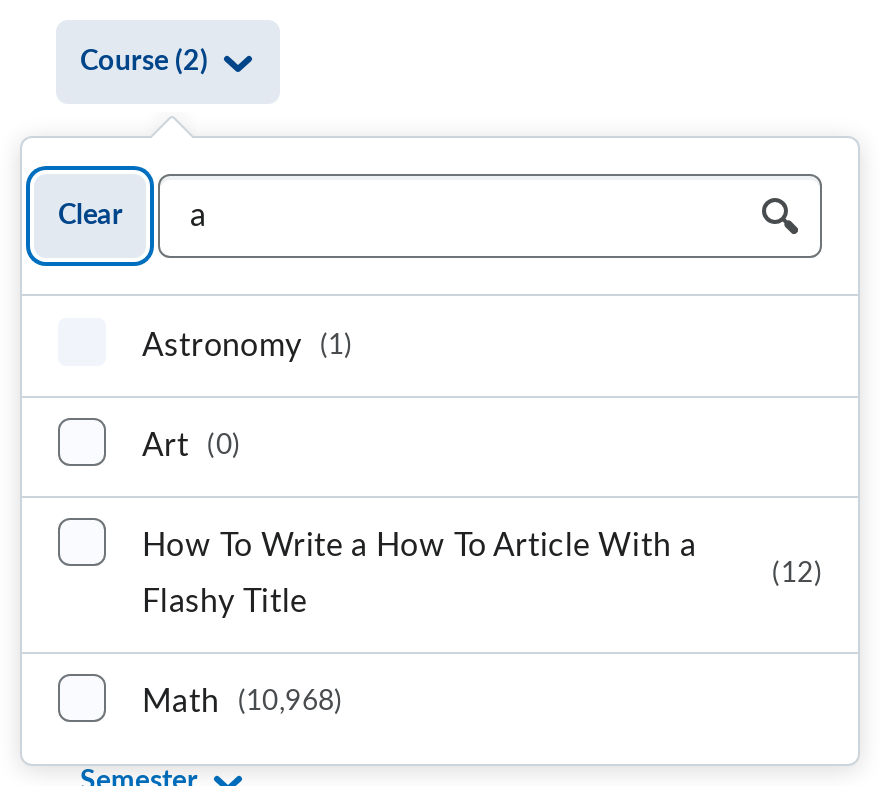 Course (2)
Clear
a
Astronomy (1)
Art (0)
How To Write a How To Article With a
Flashy Title
(12)
Math (10,968)
Semester